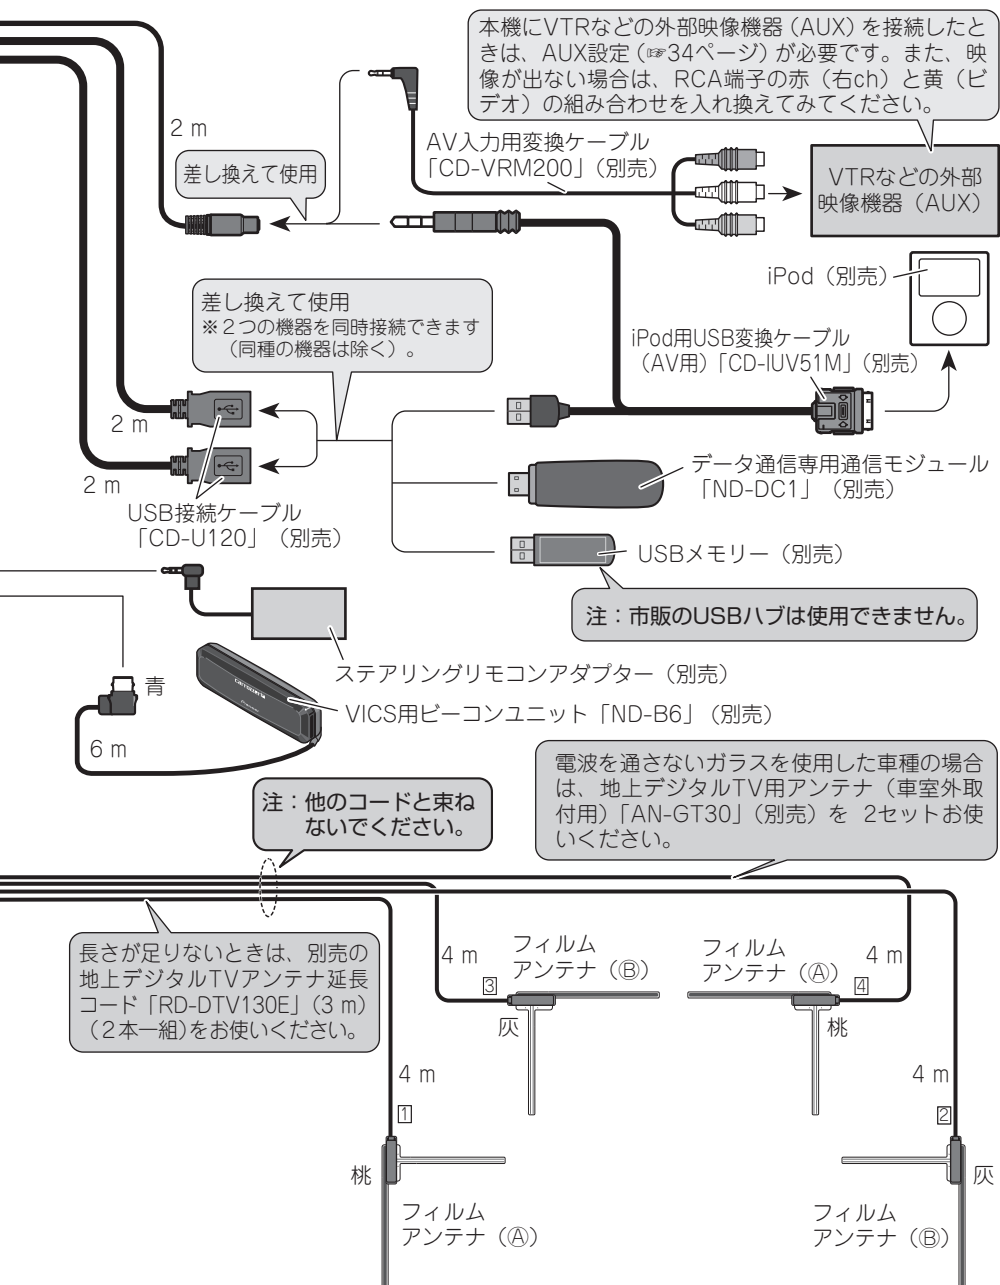 本機にVTRなどの外部映像機器（AUX）を接続したと
きは、AUX設定（☞34ページ）が必要です。また、映
像が出ない場合は、RCA端子の赤（右ch）と黄（ビ
デオ）の組み合わせを入れ換えてみてください。
2 m
差し換えて使用
AV入力用変換ケーブル
「CD-VRM200」（別売）
VTRなどの外部
映像機器（AUX）
iPod（別売）
差し換えて使用
※２つの機器を同時接続できます
（同種の機器は除く）。
iPod用USB変換ケーブル
（AV用）「CD-IUV51M」（別売）
2 m
2 m
USB接続ケーブル
「CD-U120」（別売）
データ通信専用通信モジュール
「ND-DC1」（別売）
USBメモリー（別売）
注：市販のUSBハブは使用できません。
ステアリングリモコンアダプター（別売）
青
carrozzeria
Pioneer
VICS用ビーコンユニット「ND-B6」（別売）
6 m
注：他のコードと束ね
ないでください。
電波を通さないガラスを使用した車種の場合
は、地上デジタルTV用アンテナ（車室外取
付用）「AN-GT30」（別売）を 2セットお使
いください。
長さが足りないときは、別売の
地上デジタルTVアンテナ延長
コード「RD-DTV130E」（3 m）
（２本一組）をお使いください。
4 m
3
フィルム
アンテナ（Ⓑ）
灰
フィルム
アンテナ（Ⓐ）
4 m
4
桃
4 m
1
桃
フィルム
アンテナ（Ⓐ）
4 m
2
灰
フィルム
アンテナ（Ⓑ）